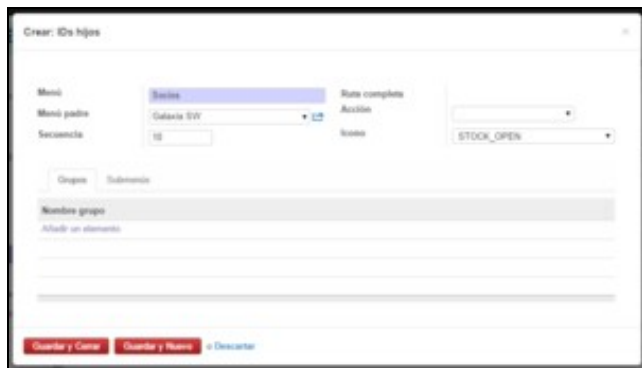 Crear: IDs hijos
Menú Socios Ruta completa
Menú padre Galaxia SW Acción
Secuencia 10 Icono STOCK_OPEN
Grupos Submenús
Nombre grupo
Añadir un elemento
Guardar y Cerrar Guardar y Nuevo o Descartar